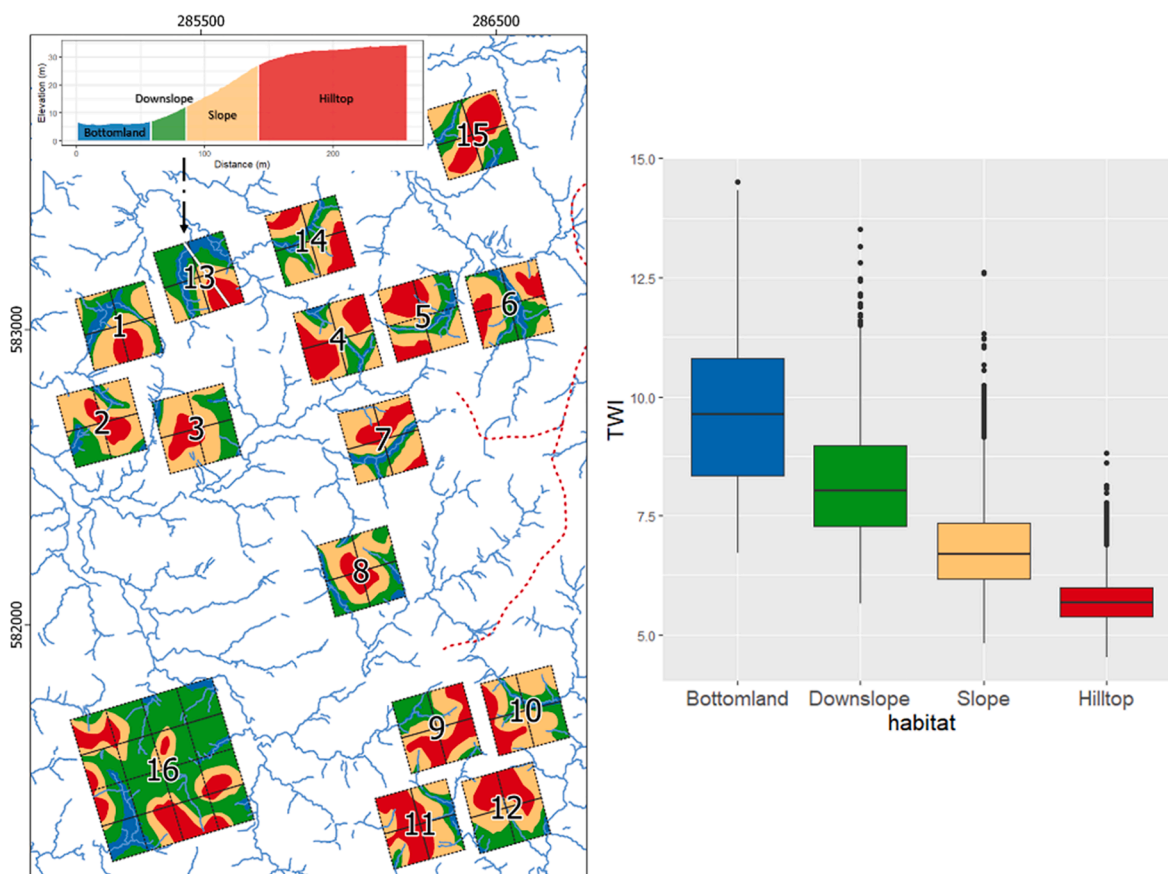 285500 286500
30
20
10
0
Elevation (m)
Downslope
Bottomland
Slope
Hilltop
0 100 200
Distance (m)
583000
582000
15
14
13
6
5
4
1
2
3
7
8
9
10
16
11
12
15.0
12.5
10.0
7.5
5.0
TWI
Bottomland Downslope Slope Hilltop
habitat